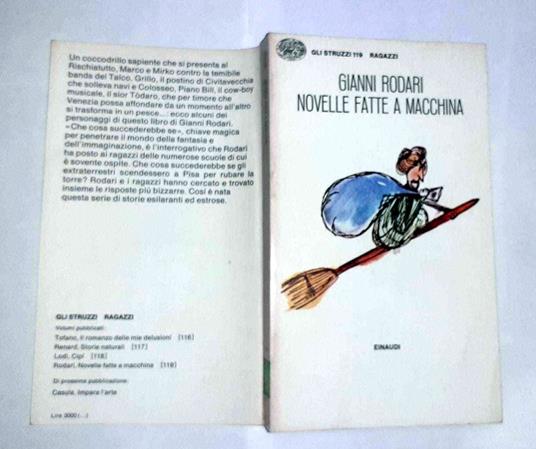 Un coccodrillo sapiente che si presenta al
Rischiatutto, Marco e Mirko contro la temibile
banda del Talco, Grillo, il postino di Civitavecchia
che solleva navi e Colosseo, Piano Bill, il cow-boy
musicale, il sior Tòdaro, che per timore che
Venezia possa affondare da un momento all'altro
si trasforma in un pesce...: ecco alcuni dei
personaggi di questo libro di Gianni Rodari.
«Che cosa succederebbe se», chiave magica
per penetrare il mondo della fantasia e
dell'immaginazione, è l'interrogativo che Rodari
ha posto ai ragazzi delle numerose scuole di cui
è sovente ospite. Che cosa succederebbe se gli
extraterrestri scendessero a Pisa per rubare la
torre? Rodari e i ragazzi hanno cercato e trovato
insieme le risposte più bizzarre. Così è nata
questa serie di storie esilaranti ed estrose.
GLI STRUZZI RAGAZZI
Volumi pubblicati:
Tofano, Il romanzo delle mie delusioni [116]
Renard, Storie naturali [117]
Lodi, Cipí [118]
Rodari, Novelle fatte a macchina [119]
Di prossima pubblicazione:
Casula, Impara l'arte
Lire 3000 (...)
GLI STRUZZI 119 RAGAZZI
GIANNI RODARI
NOVELLE FATTE A MACCHINA
EINAUDI